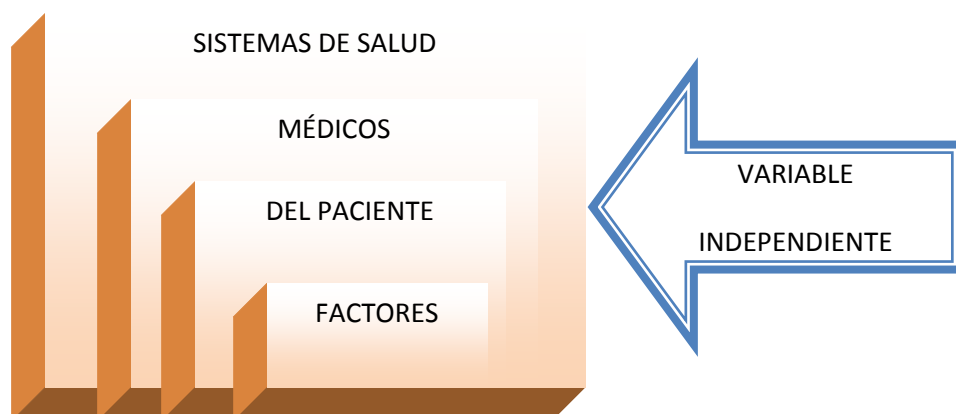 SISTEMAS DE SALUD
MÉDICOS
DEL PACIENTE
FACTORES
VARIABLE
INDEPENDIENTE